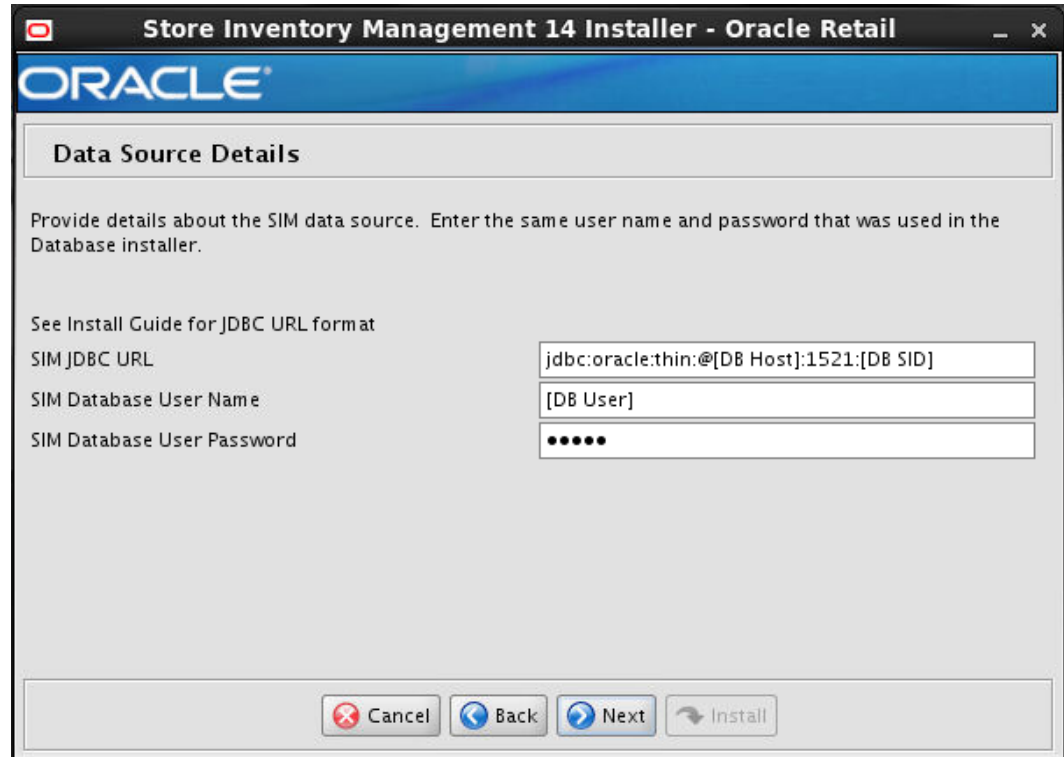 Store Inventory Management 14 Installer - Oracle Retail
ORACLE®
Data Source Details
Provide details about the SIM data source. Enter the same user name and password that was used in the
Database installer.
See Install Guide for JDBC URL format
SIM JDBC URL
jdbc:oracle:thin:@[DB Host]:1521:[DB SID]
SIM Database User Name
[DB User]
SIM Database User Password
•••••
Cancel
Back
Next
Install